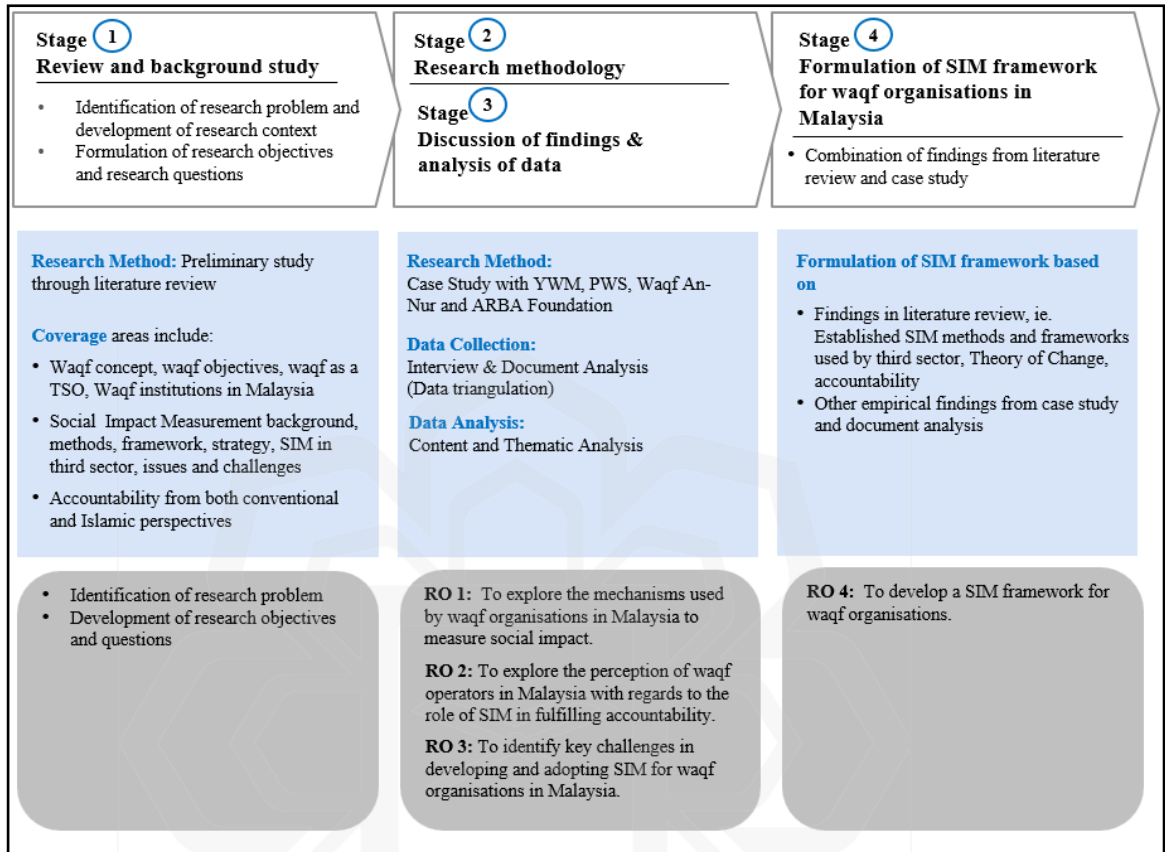 Stage 1
Review and background study
• Identification of research problem and
development of research context
• Formulation of research objectives
and research questions
Stage 2
Research methodology
Stage 3
Discussion of findings &
analysis of data
Stage 4
Formulation of SIM framework
for waqf organisations in
Malaysia
• Combination of findings from literature
review and case study
Research Method: Preliminary study
through literature review
Coverage areas include:
• Waqf concept, waqf objectives, waqf as a
TSO, Waqf institutions in Malaysia
• Social Impact Measurement background,
methods, framework, strategy, SIM in
third sector, issues and challenges
• Accountability from both conventional
and Islamic perspectives
Research Method:
Case Study with YWM, PWS, Waqf An-
Nur and ARBA Foundation
Data Collection:
Interview & Document Analysis
(Data triangulation)
Data Analysis:
Content and Thematic Analysis
Formulation of SIM framework based
on
• Findings in literature review, ie.
Established SIM methods and frameworks
used by third sector, Theory of Change,
accountability
• Other empirical findings from case study
and document analysis
• Identification of research problem
• Development of research objectives
and questions
RO 1: To explore the mechanisms used
by waqf organisations in Malaysia to
measure social impact.
RO 2: To explore the perception of waqf
operators in Malaysia with regards to the
role of SIM in fulfilling accountability.
RO 3: To identify key challenges in
developing and adopting SIM for waqf
organisations in Malaysia.
RO 4: To develop a SIM framework for
waqf organisations.